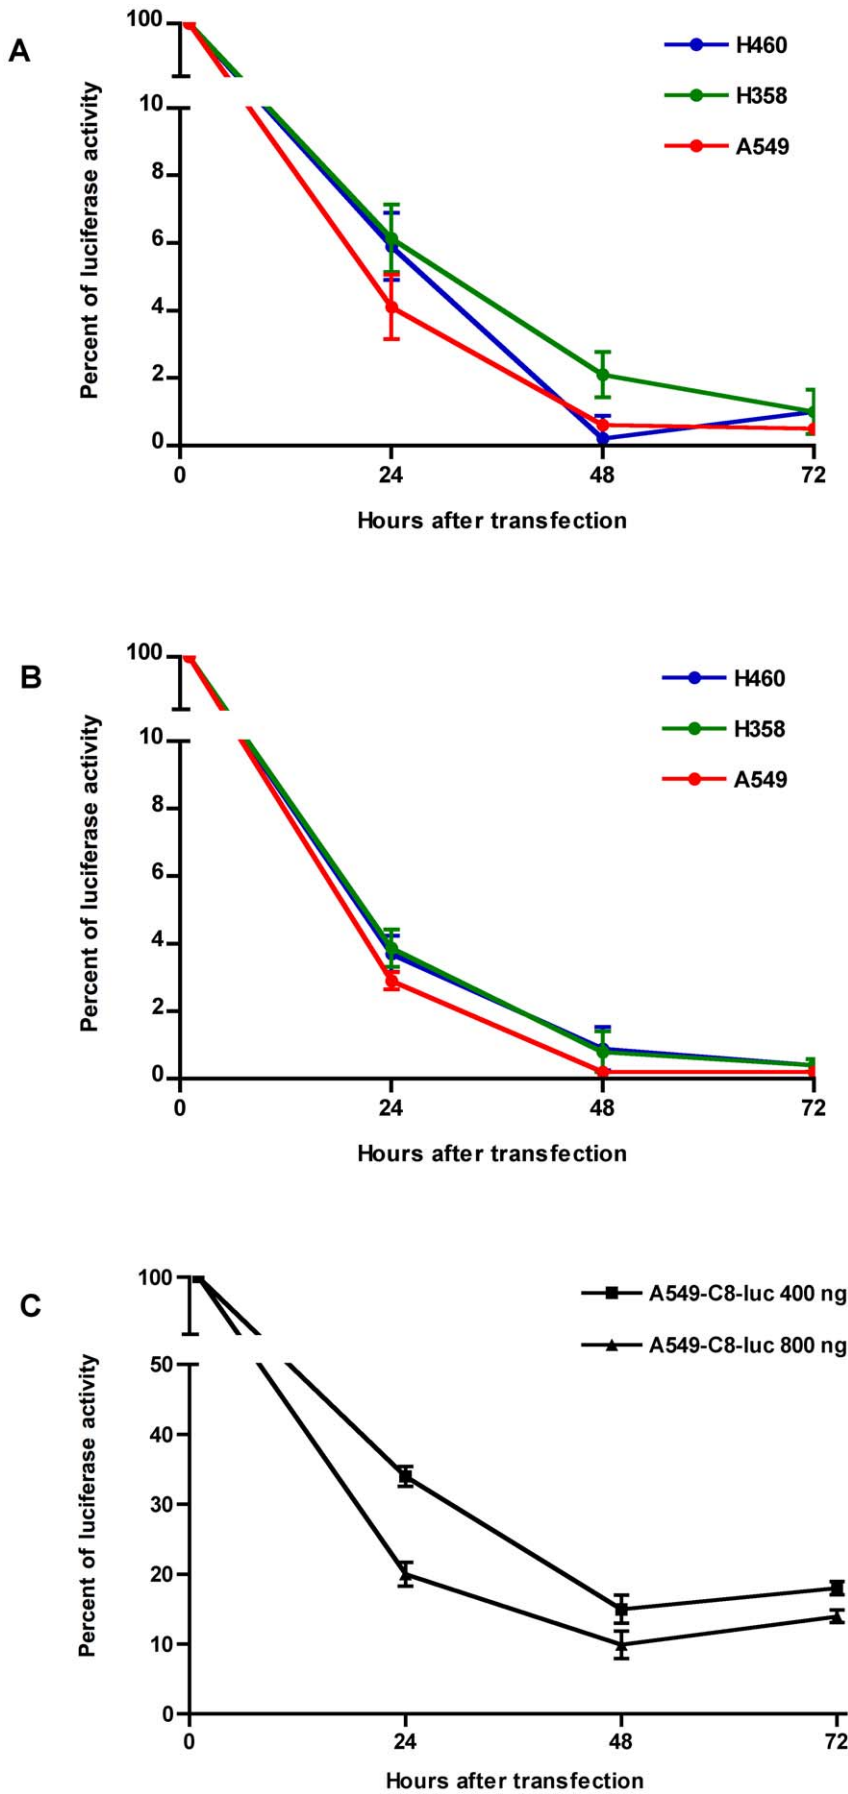 A
100
10
8
6
4
2
0
0 24 48 72
Percent of luciferase activity
Hours after transfection
H460
H358
A549
B
100
10
8
6
4
2
0
0 24 48 72
Percent of luciferase activity
Hours after transfection
H460
H358
A549
C
100
50
40
30
20
10
0
0 24 48 72
Percent of luciferase activity
Hours after transfection
A549-C8-luc 400 ng
A549-C8-luc 800 ng